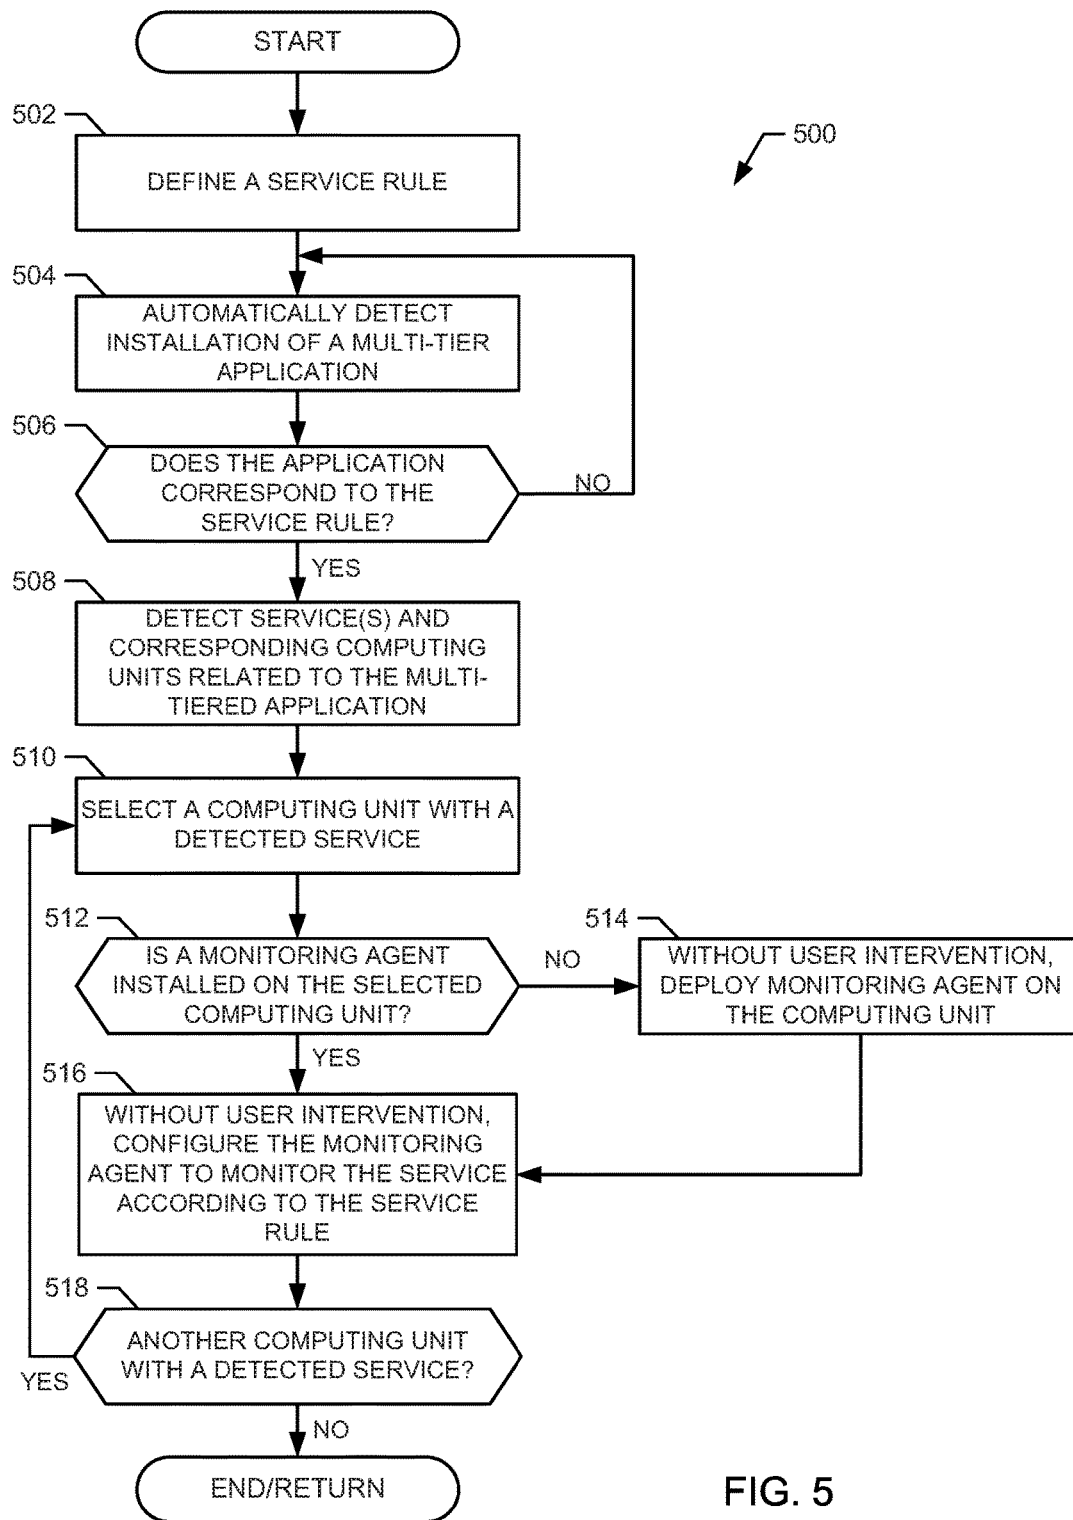 START
502
500
DEFINE A SERVICE RULE
504
AUTOMATICALLY DETECT
INSTALLATION OF A MULTI-TIER
APPLICATION
506
DOES THE APPLICATION
CORRESPOND TO THE
SERVICE RULE?
NO
YES
508
DETECT SERVICE(S) AND
CORRESPONDING COMPUTING
UNITS RELATED TO THE MULTI-
TIERED APPLICATION
510
SELECT A COMPUTING UNIT WITH A
DETECTED SERVICE
512
IS A MONITORING AGENT
INSTALLED ON THE SELECTED
COMPUTING UNIT?
NO
514
WITHOUT USER INTERVENTION,
DEPLOY MONITORING AGENT ON
THE COMPUTING UNIT
YES
516
WITHOUT USER INTERVENTION,
CONFIGURE THE MONITORING
AGENT TO MONITOR THE SERVICE
ACCORDING TO THE SERVICE
RULE
518
ANOTHER COMPUTING UNIT
WITH A DETECTED SERVICE?
YES
NO
END/RETURN
FIG. 5